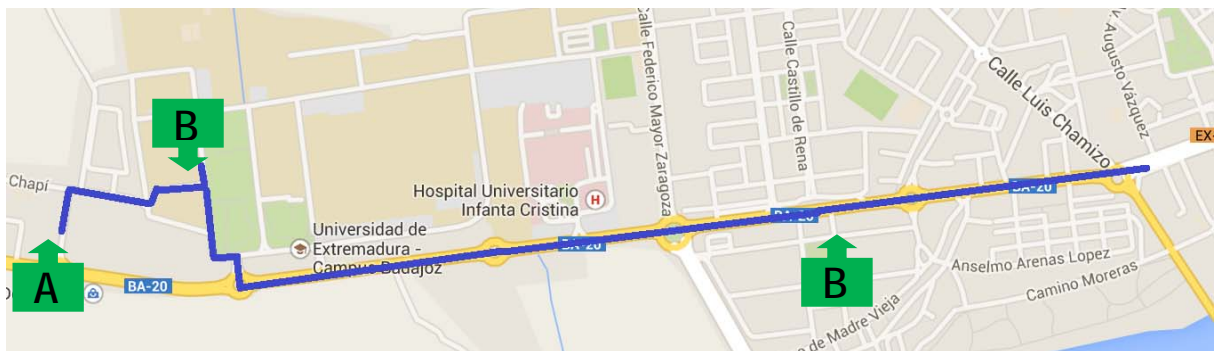 B
Chapí
A
BA-20
Universidad de
Extremadura -
Campus Badajoz
Hospital Universitario
Infanta Cristina
H
BA-20
Calle Federico Mayor Zaragoza
Calle Castillo de Rena
BA-20
B
Calle Luis Chamizo
Av. Augusto Vázquez
BA-20
EX-
Anselmo Arenas Lopez
Camino Moreras
de Madre Vieja